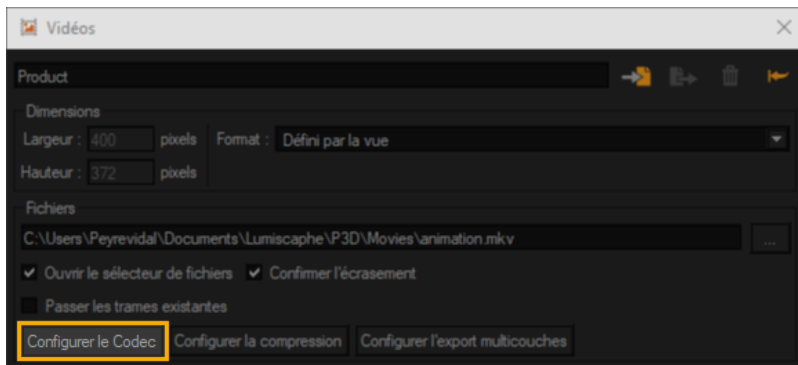 Vidéos
Product
Dimensions
Largeur : 400 pixels Format : Défini par la vue
Hauteur : 372 pixels
Fichiers
C:\Users\Peyrevidal\Documents\Lumiscaphe\P3D\Movies\animation.mkv ...
Ouvrir le sélecteur de fichiers Confirmer l'écrasement
Passer les trames existantes
Configurer le Codec Configurer la compression Configurer l'export multicouches